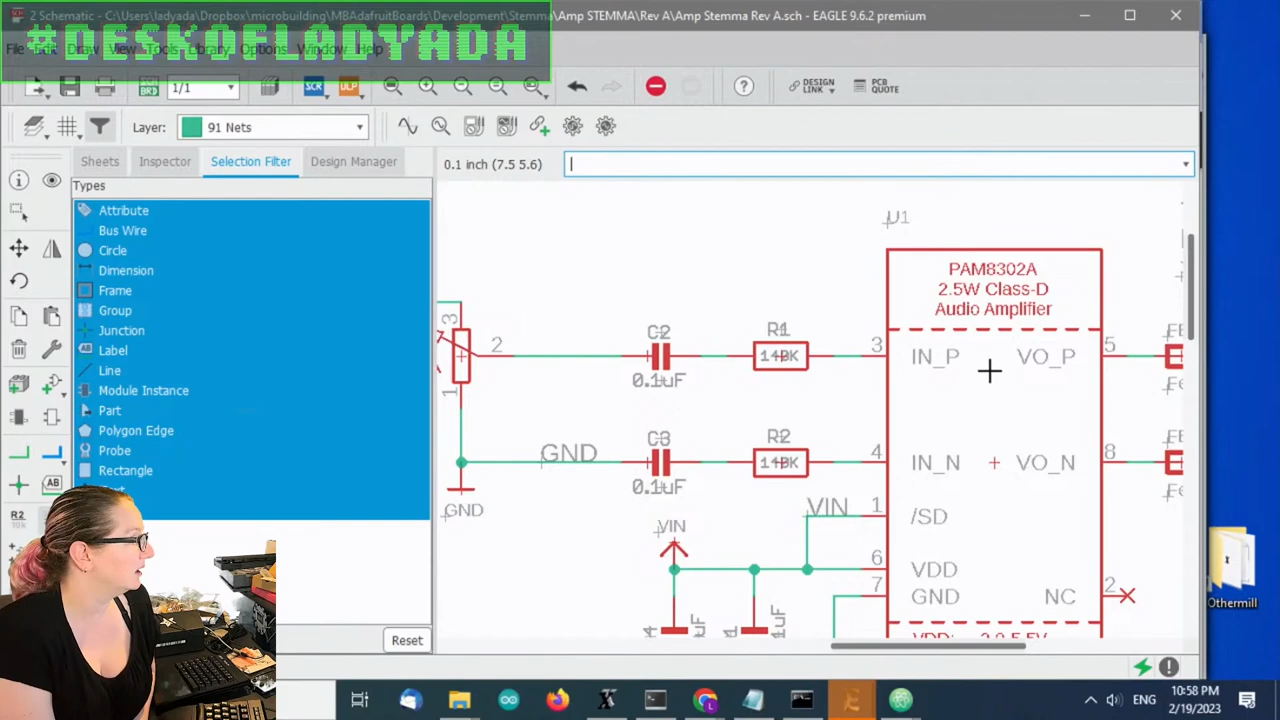 2 Schematic - C:\Users\ladyada\Dropbox\microbuilding\MBAdafruitBoards\Development\Stemma\Amp STEMMA\Rev A\Amp Stemma Rev A.sch - EAGLE 9.6.2 premium
#DESKOFLADYADA
File Edit Draw View Tools Library Options Window Help
SCH BRD
1/1
SCR
ULP
DESIGN LINK
PCB QUOTE
Layer:
91 Nets
Sheets
Inspector
Selection Filter
Design Manager
0.1 inch (7.5 5.6)
Types
Attribute
Bus Wire
Circle
Dimension
Frame
Group
Junction
Label
Line
Module Instance
Part
Polygon Edge
Probe
Rectangle
Reset
R2
10k
U1
PAM8302A
2.5W Class-D
Audio Amplifier
3
2
1
C2
0.1uF
R1
3
IN_P
VO_P
5
GND
C3
0.1uF
R2
4
IN_N
VO_N
8
GND
VIN
VIN
1
/SD
6
VDD
7
GND
NC
2
Othermill
ENG
10:58 PM
2/19/2023